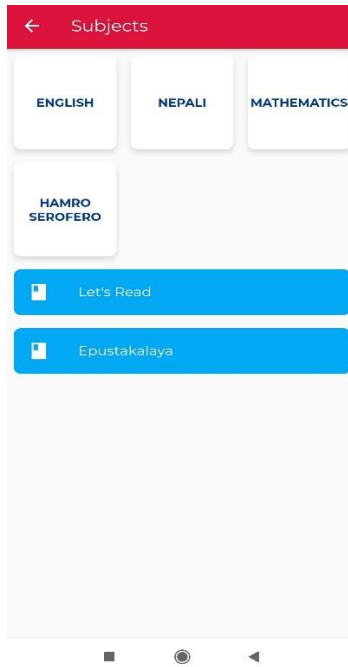 Subjects
ENGLISH
NEPALI
MATHEMATICS
HAMRO
SEROFERO
Let's Read
Epustakalaya